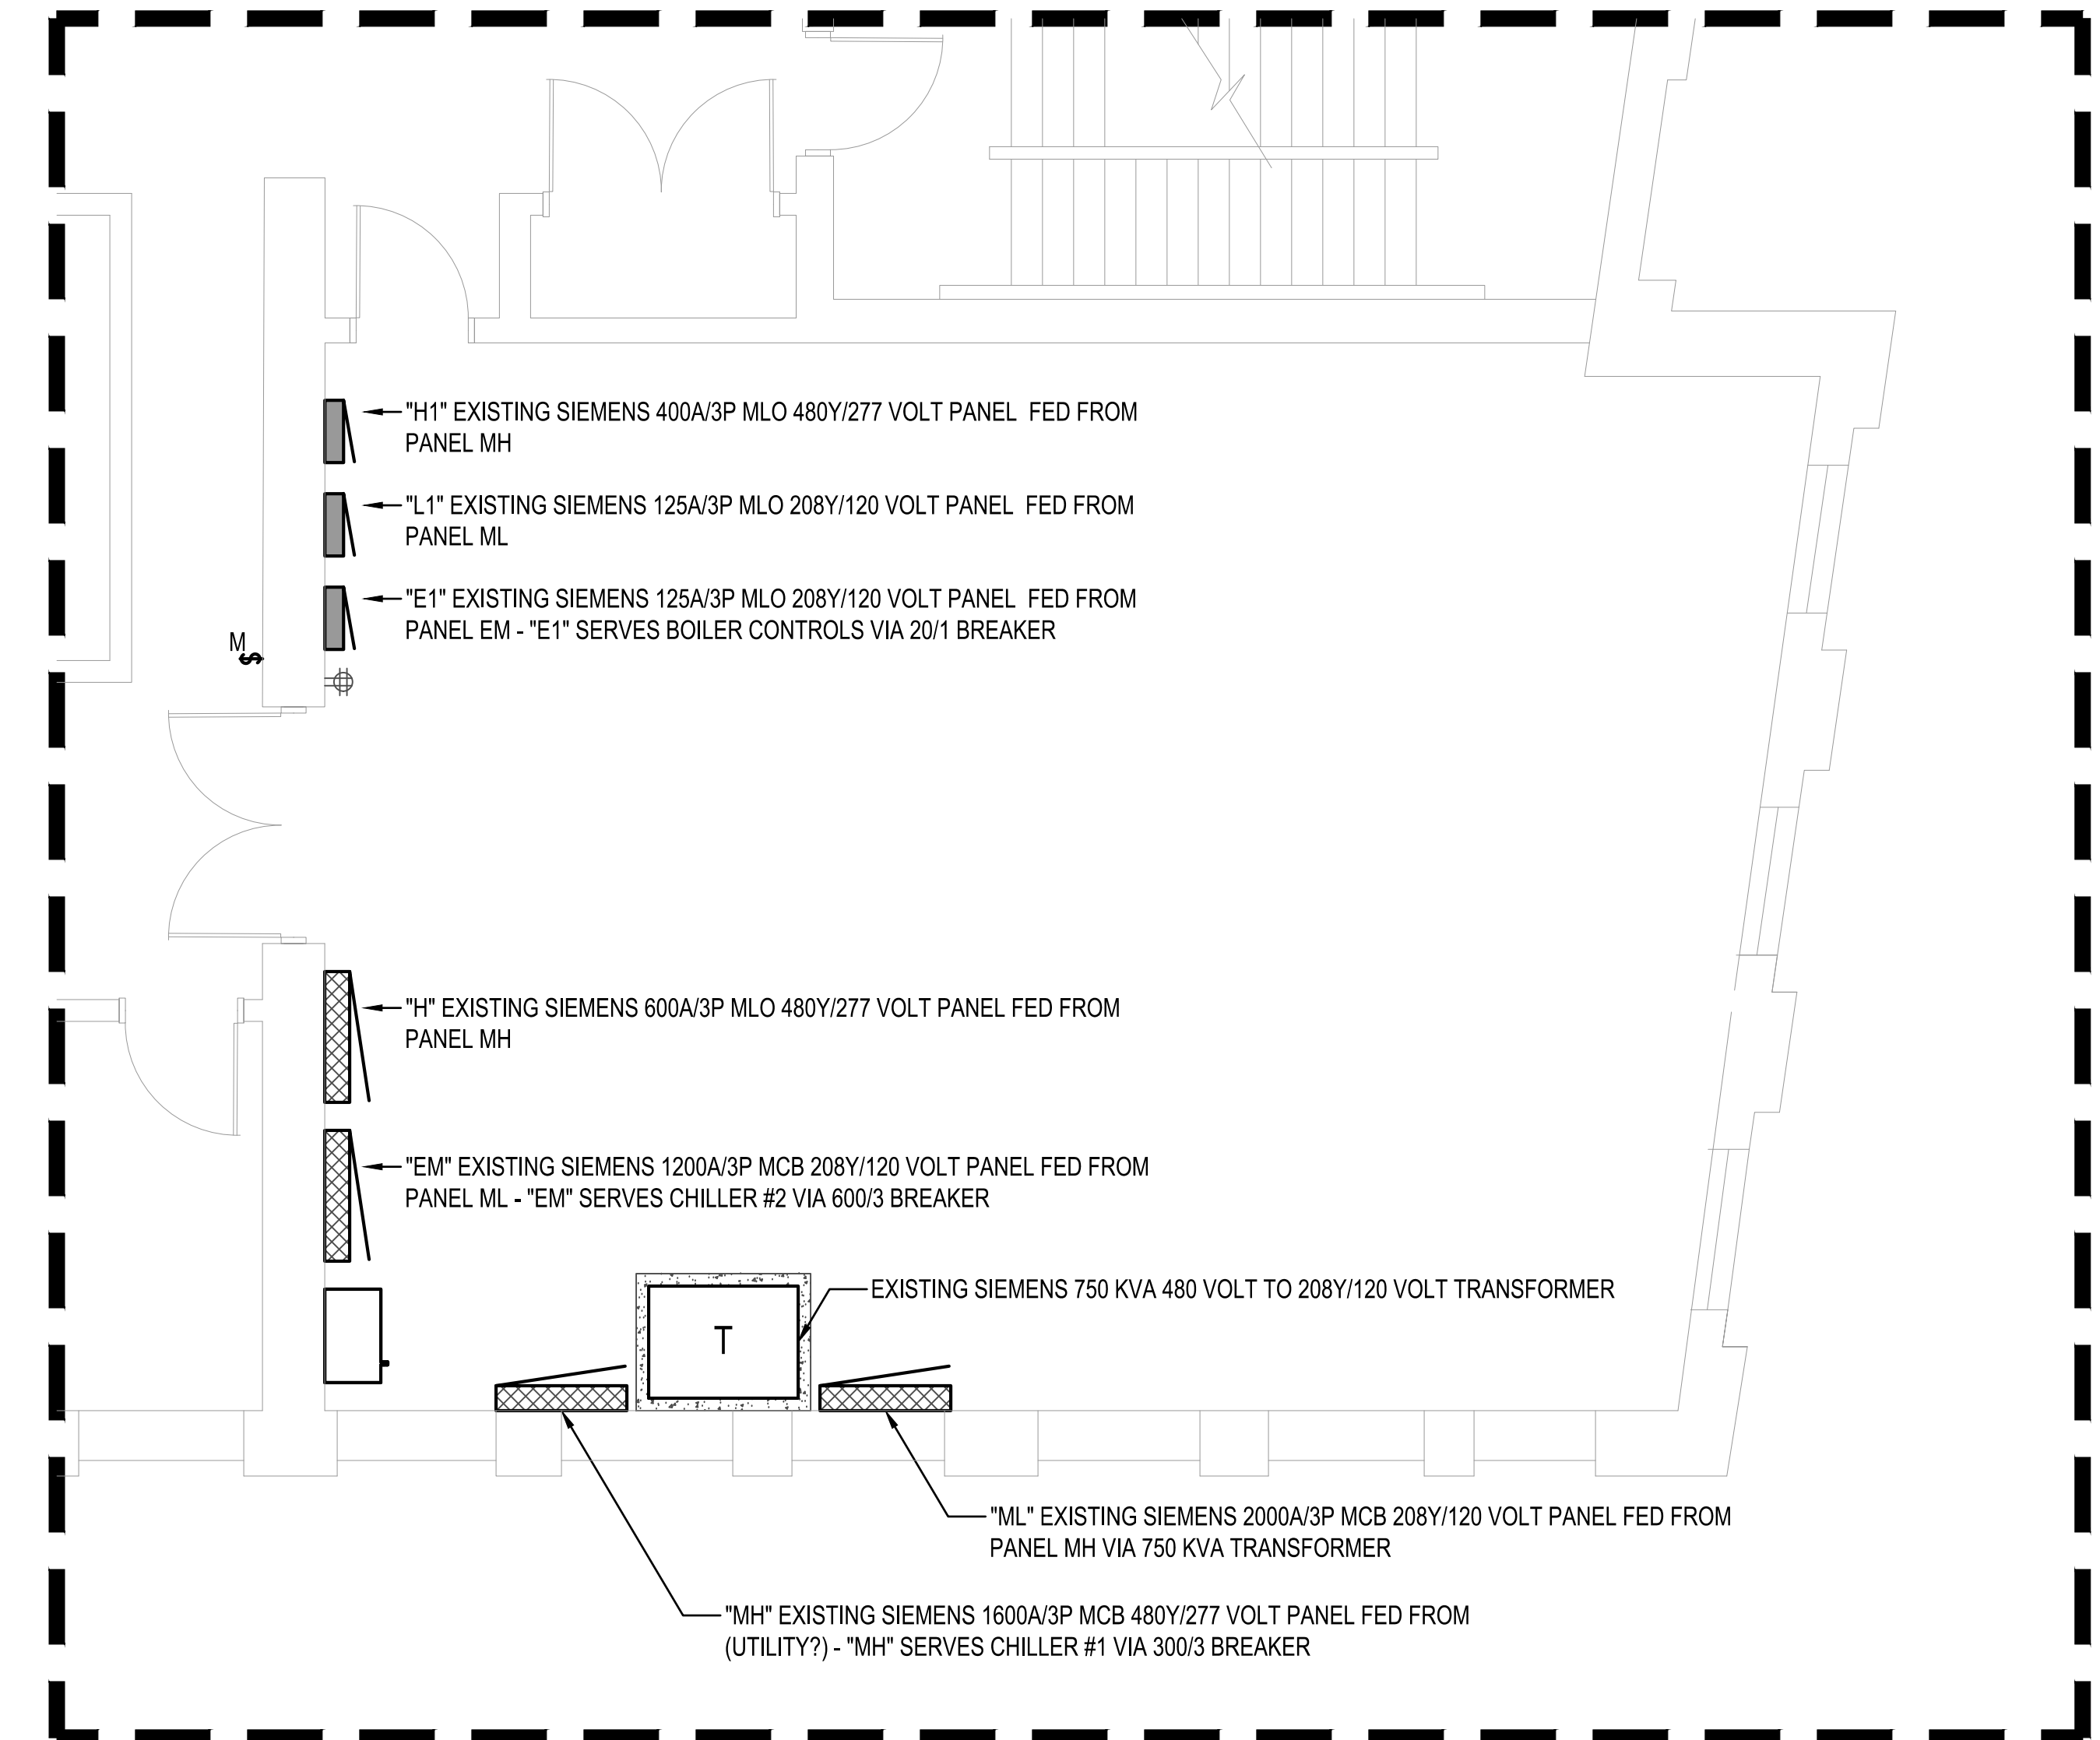 "H1" EXISTING SIEMENS 400A/3P MLO 480Y/277 VOLT PANEL FED FROM
PANEL MH
"L1" EXISTING SIEMENS 125A/3P MLO 208Y/120 VOLT PANEL FED FROM
PANEL ML
"E1" EXISTING SIEMENS 125A/3P MLO 208Y/120 VOLT PANEL FED FROM
PANEL EM - "E1" SERVES BOILER CONTROLS VIA 20/1 BREAKER
M
$
"H" EXISTING SIEMENS 600A/3P MLO 480Y/277 VOLT PANEL FED FROM
PANEL MH
"EM" EXISTING SIEMENS 1200A/3P MCB 208Y/120 VOLT PANEL FED FROM
PANEL ML - "EM" SERVES CHILLER #2 VIA 600/3 BREAKER
EXISTING SIEMENS 750 KVA 480 VOLT TO 208Y/120 VOLT TRANSFORMER
T
"ML" EXISTING SIEMENS 2000A/3P MCB 208Y/120 VOLT PANEL FED FROM
PANEL MH VIA 750 KVA TRANSFORMER
"MH" EXISTING SIEMENS 1600A/3P MCB 480Y/277 VOLT PANEL FED FROM
(UTILITY?) - "MH" SERVES CHILLER #1 VIA 300/3 BREAKER